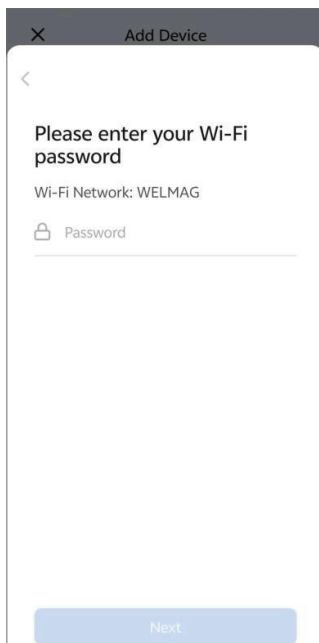 Add Device
Please enter your Wi-Fi
password
Wi-Fi Network: WELMAG
Password
Next